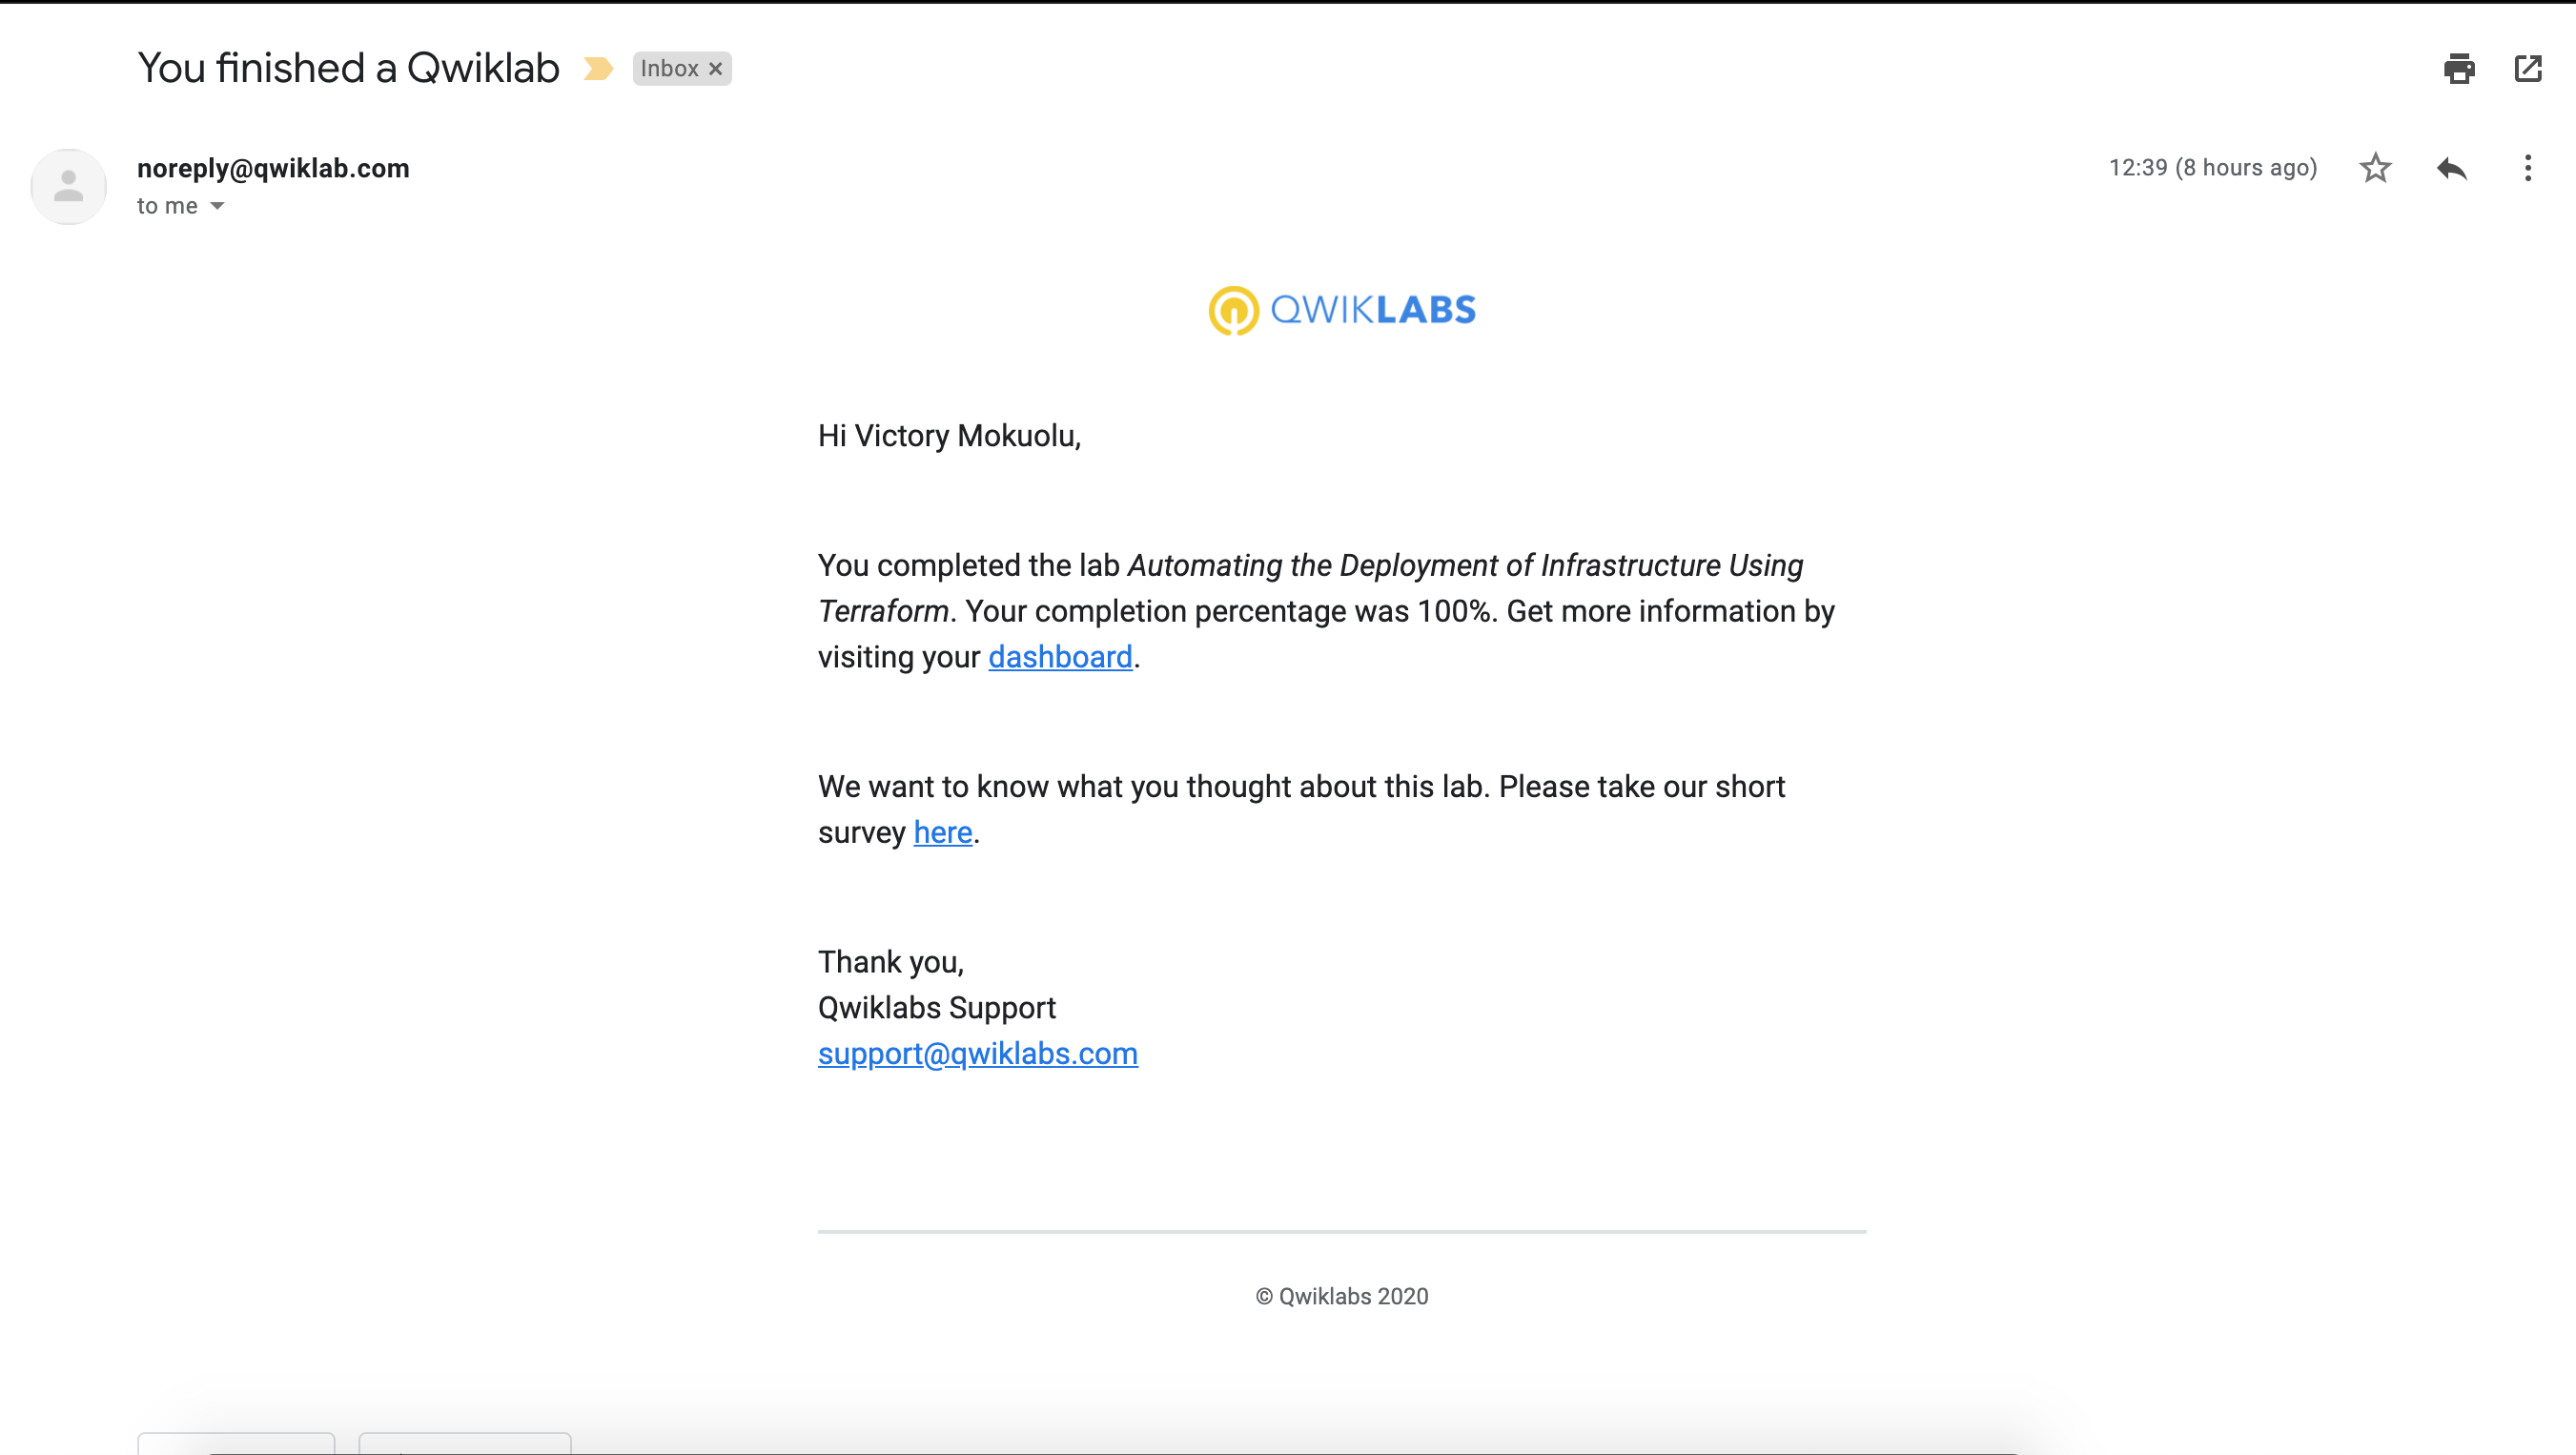 You finished a Qwiklab
Inbox ×
noreply@qwiklab.com
12:39 (8 hours ago)
to me
QWIKLABS
Hi Victory Mokuolu,
You completed the lab Automating the Deployment of Infrastructure Using
Terraform. Your completion percentage was 100%. Get more information by
visiting your dashboard.
We want to know what you thought about this lab. Please take our short
survey here.
Thank you,
Qwiklabs Support
support@qwiklabs.com
© Qwiklabs 2020